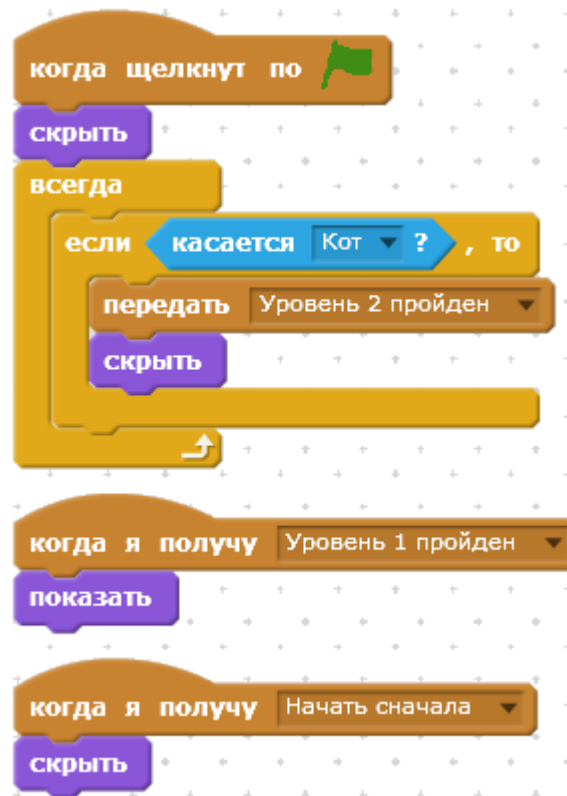 когда щелкнут по
скрыть
всегда
если касается Кот ? , то
передать Уровень 2 пройден
скрыть
когда я получу Уровень 1 пройден
показать
когда я получу Начать сначала
скрыть